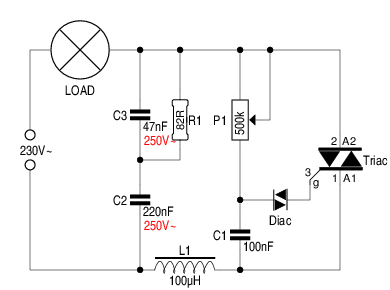 LOAD
C3
47nF
250V~
82R
R1
P1
500k
2 A2
Triac
3
g
1 A1
230V~
C2
220nF
250V~
Diac
C1
100nF
L1
100µH